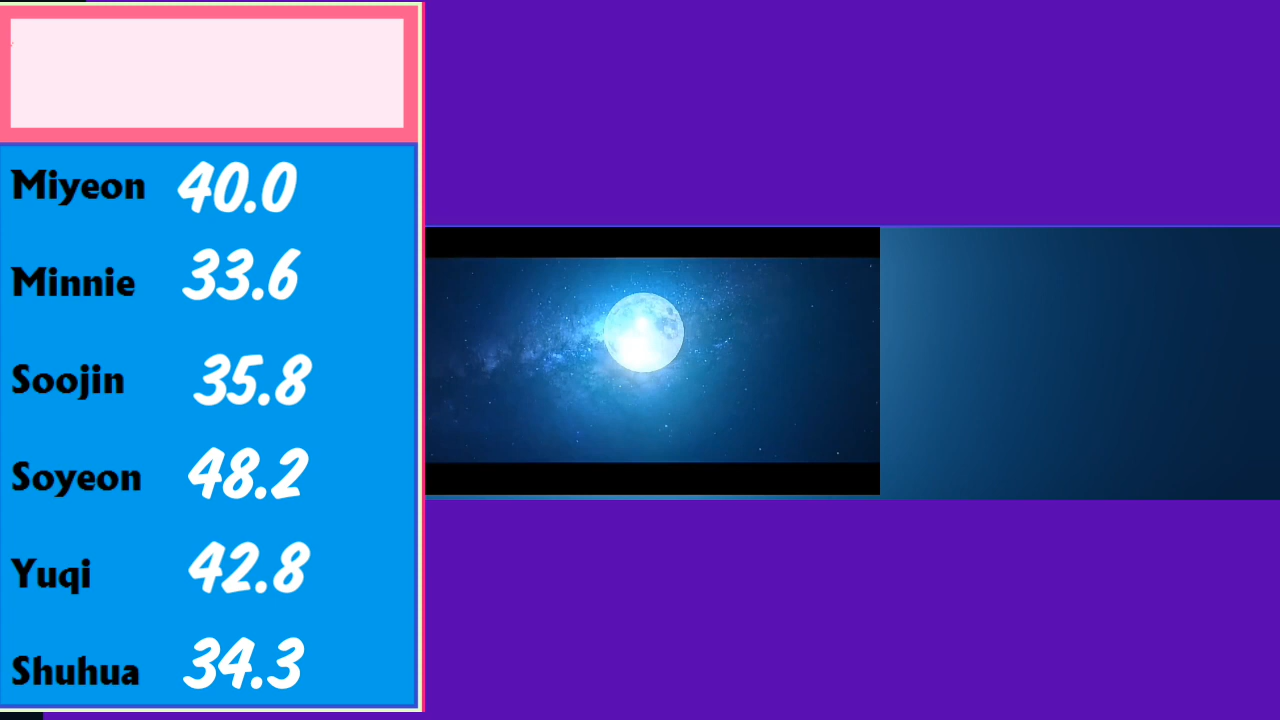 Miyeon 40.0
Minnie 33.6
Soojin 35.8
Soyeon 48.2
Yuqi 42.8
Shuhua 34.3